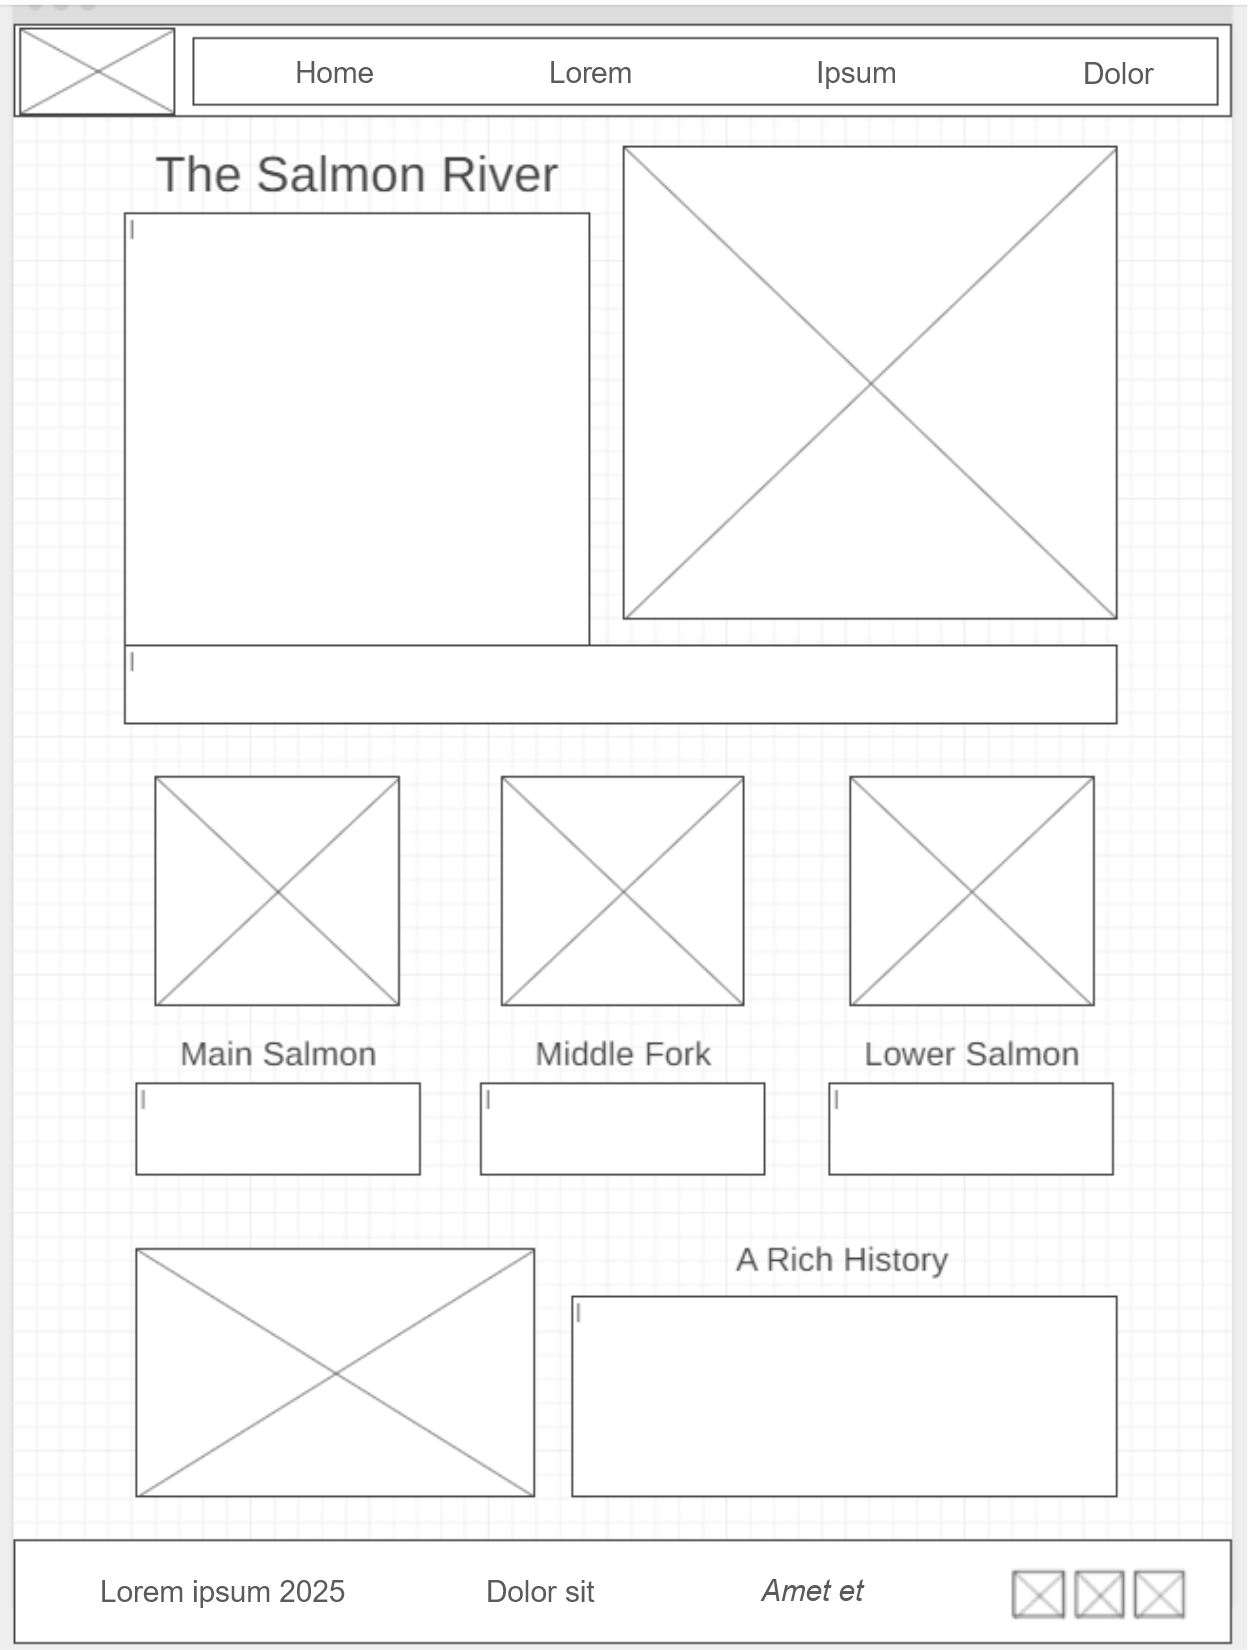 Home Lorem Ipsum Dolor
The Salmon River
Main Salmon Middle Fork Lower Salmon
A Rich History
Lorem ipsum 2025 Dolor sit Amet et